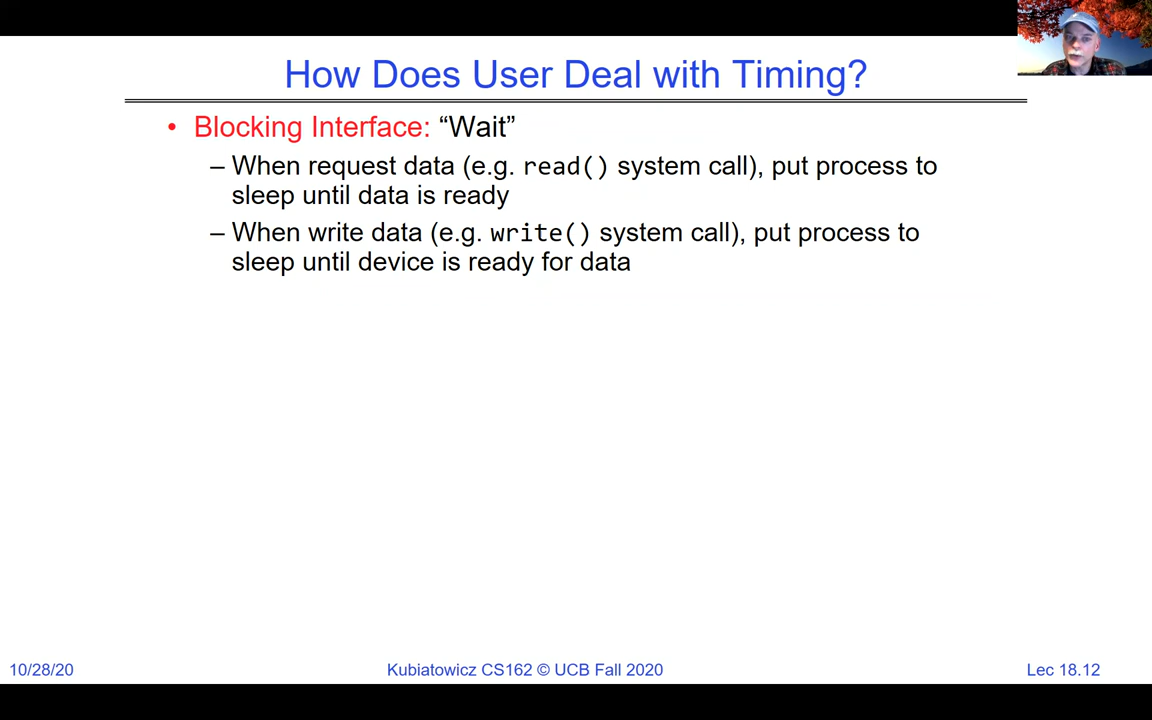 How Does User Deal with Timing?
• Blocking Interface: “Wait”
– When request data (e.g. read() system call), put process to
sleep until data is ready
– When write data (e.g. write() system call), put process to
sleep until device is ready for data
10/28/20
Kubiatowicz CS162 © UCB Fall 2020
Lec 18.12